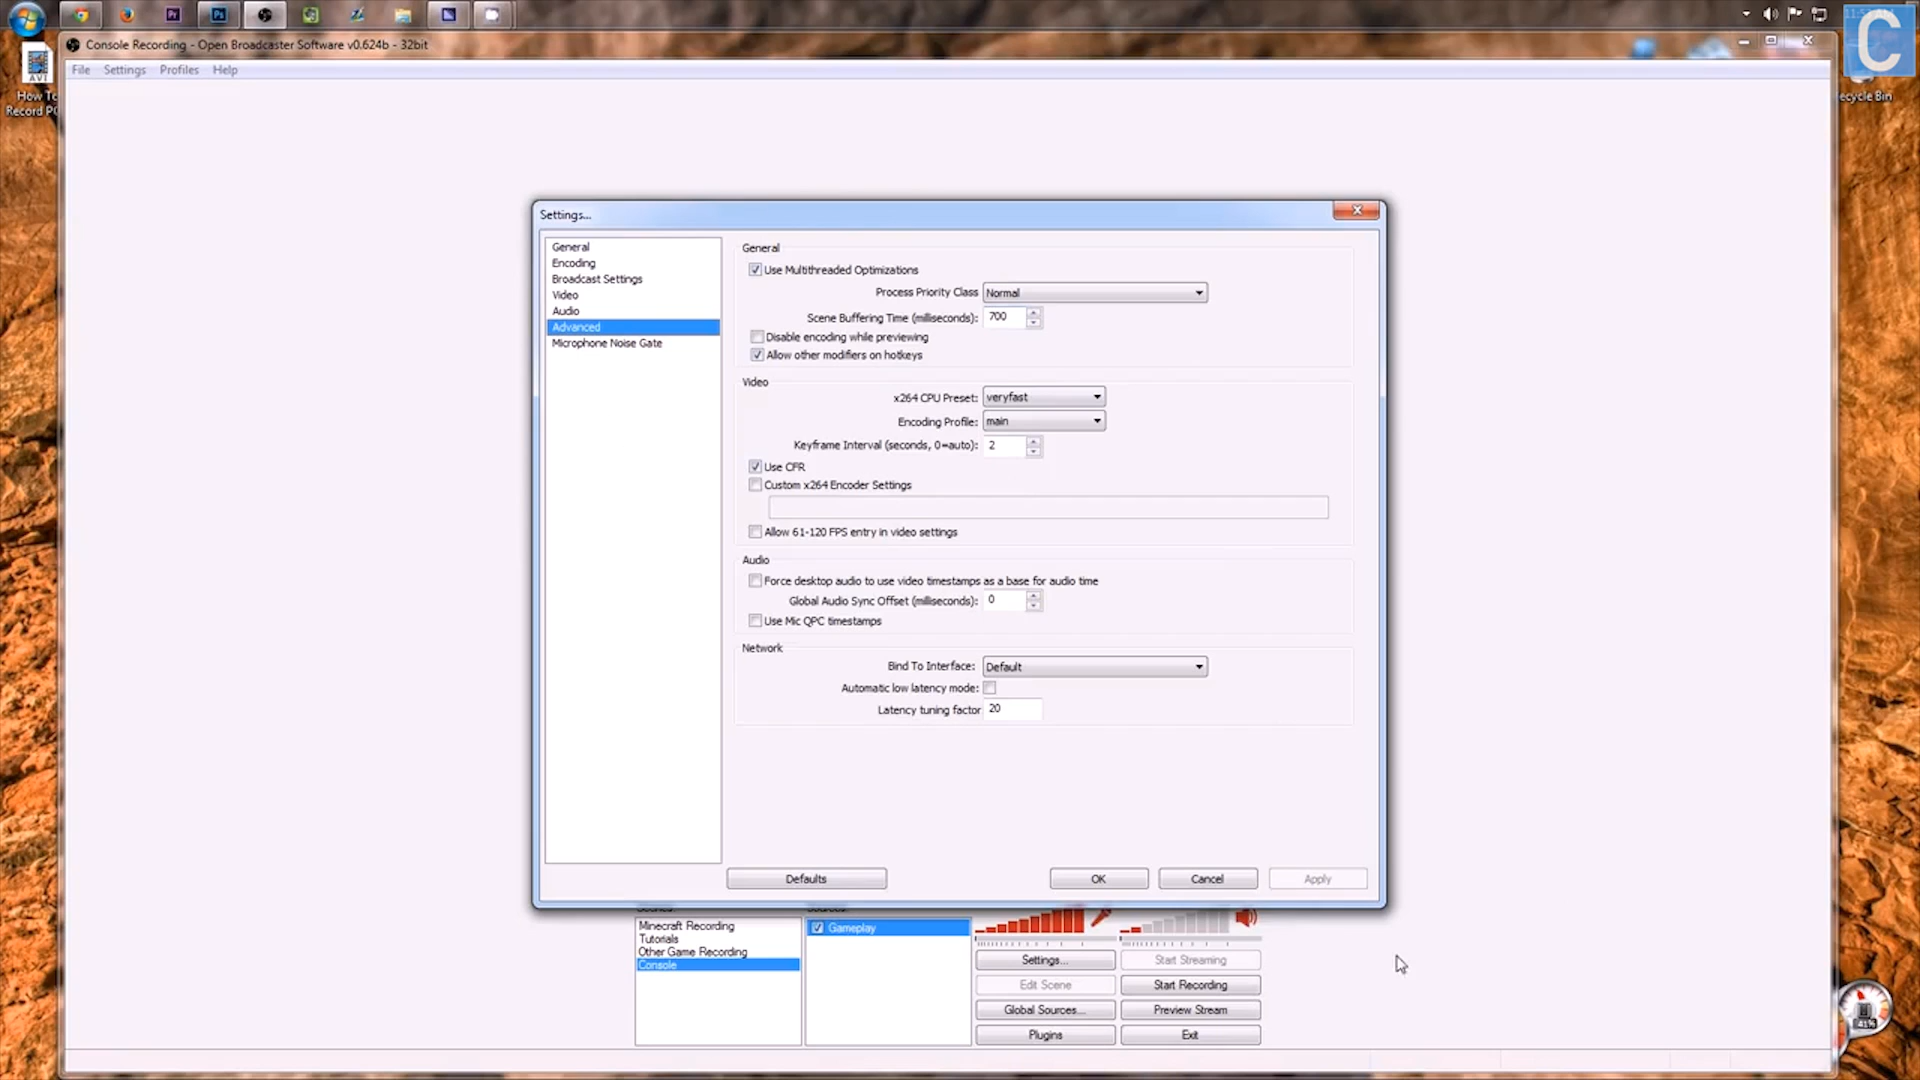 Console Recording - Open Broadcaster Software v0.624b - 32bit
C
File Settings Profiles Help
AVI
How To
Record PC
ecycle Bin
Settings...
General
Encoding
Broadcast Settings
Video
Audio
Advanced
Microphone Noise Gate
General
Use Multithreaded Optimizations
Process Priority Class Normal
Scene Buffering Time (milliseconds): 700
Disable encoding while previewing
Allow other modifiers on hotkeys
Video
x264 CPU Preset: veryfast
Encoding Profile: main
Keyframe Interval (seconds, 0=auto): 2
Use CFR
Custom x264 Encoder Settings
Allow 61-120 FPS entry in video settings
Audio
Force desktop audio to use video timestamps as a base for audio time
Global Audio Sync Offset (milliseconds): 0
Use Mic QPC timestamps
Network
Bind To Interface: Default
Automatic low latency mode:
Latency tuning factor 20
Defaults OK Cancel Apply
Minecraft Recording
Tutorials
Other Game Recording
Console
Gameplay
Settings... Start Streaming
Edit Scene Start Recording
Global Sources... Preview Stream
Plugins Exit
41%